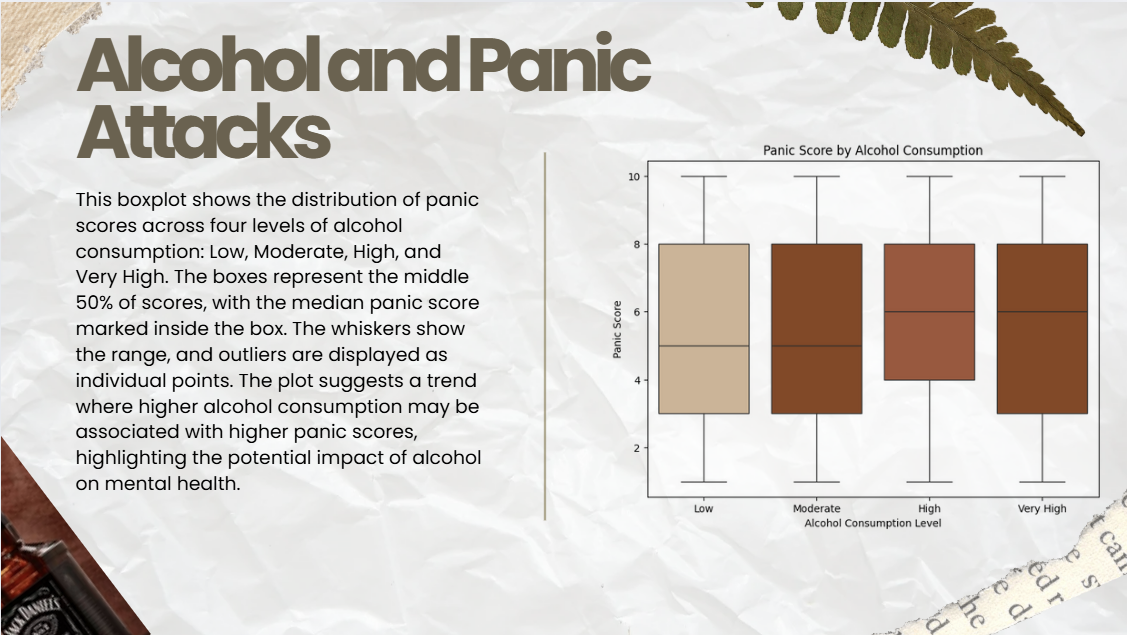 Alcohol and Panic
Attacks
This boxplot shows the distribution of panic
scores across four levels of alcohol
consumption: Low, Moderate, High, and
Very High. The boxes represent the middle
50% of scores, with the median panic score
marked inside the box. The whiskers show
the range, and outliers are displayed as
individual points. The plot suggests a trend
where higher alcohol consumption may be
associated with higher panic scores,
highlighting the potential impact of alcohol
on mental health.
Panic Score by Alcohol Consumption
Panic Score
10
8
6
4
2
Low Moderate High Very High
Alcohol Consumption Level
JACK DANIEL'S